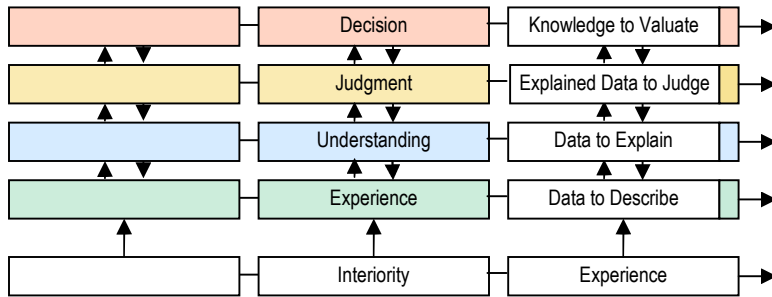 Decision
Knowledge to Valuate
Judgment
Explained Data to Judge
Understanding
Data to Explain
Experience
Data to Describe
Interiority
Experience